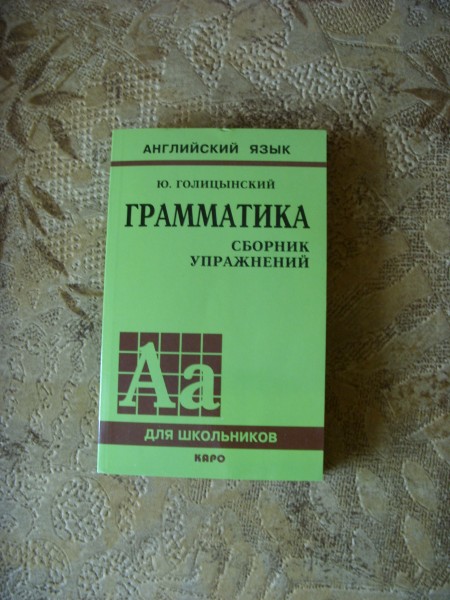 АНГЛИЙСКИЙ ЯЗЫК
Ю. ГОЛИЦЫНСКИЙ
ГРАММАТИКА
СБОРНИК
УПРАЖНЕНИЙ
Aa
ДЛЯ ШКОЛЬНИКОВ
КАРО